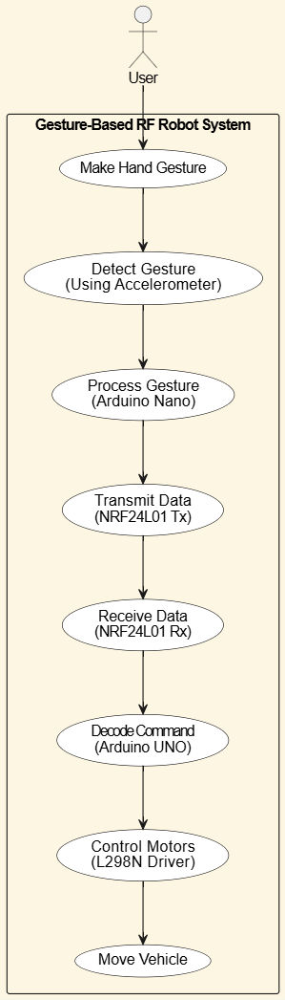 User
Gesture-Based RF Robot System
Make Hand Gesture
Detect Gesture
(Using Accelerometer)
Process Gesture
(Arduino Nano)
Transmit Data
(NRF24L01 Tx)
Receive Data
(NRF24L01 Rx)
Decode Command
(Arduino UNO)
Control Motors
(L298N Driver)
Move Vehicle